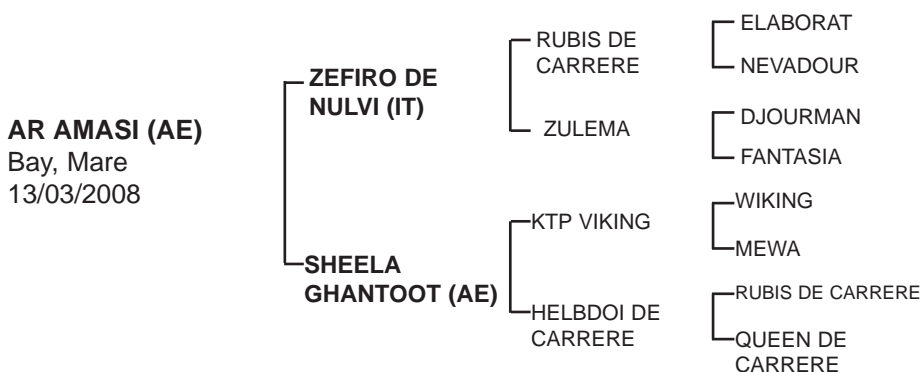 AR AMASI (AE)
Bay, Mare
13/03/2008
ZEFIRO DE
NULVI (IT)
SHEELA
GHANTOOT (AE)
RUBIS DE
CARRERE
ZULEMA
KTP VIKING
HELBDOI DE
CARRERE
ELABORAT
NEVADOUR
DJOURMAN
FANTASIA
WIKING
MEWA
RUBIS DE CARRERE
QUEEN DE
CARRERE